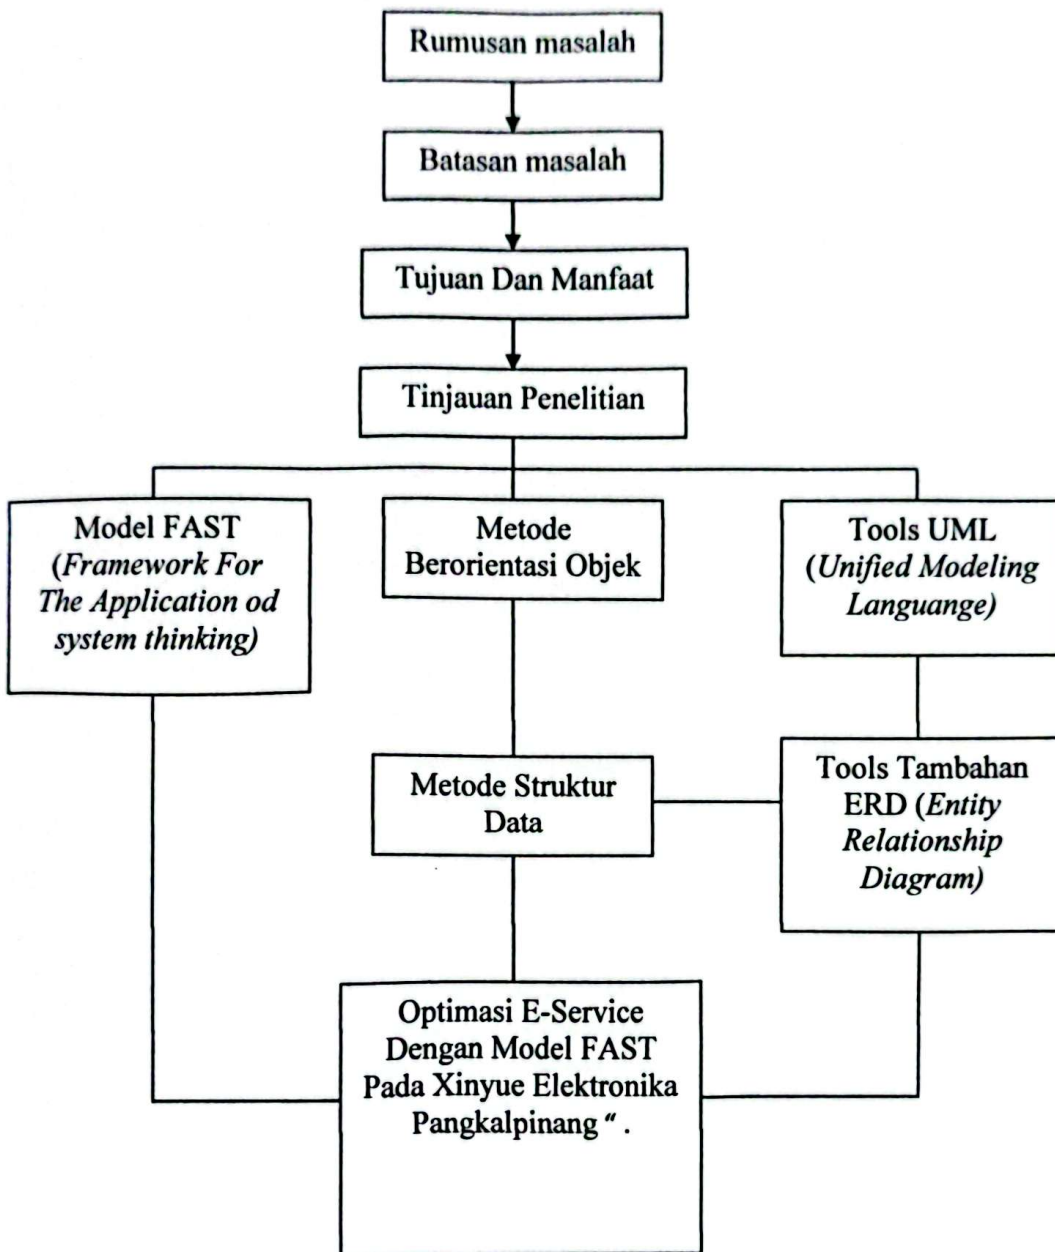 Rumusan masalah
Batasan masalah
Tujuan Dan Manfaat
Tinjauan Penelitian
Model FAST
(Framework For
The Application od
system thinking)
Metode
Berorientasi Objek
Tools UML
(Unified Modeling
Languange)
Metode Struktur
Data
Tools Tambahan
ERD (Entity
Relationship
Diagram)
Optimasi E-Service
Dengan Model FAST
Pada Xinyue Elektronika
Pangkalpinang “ .